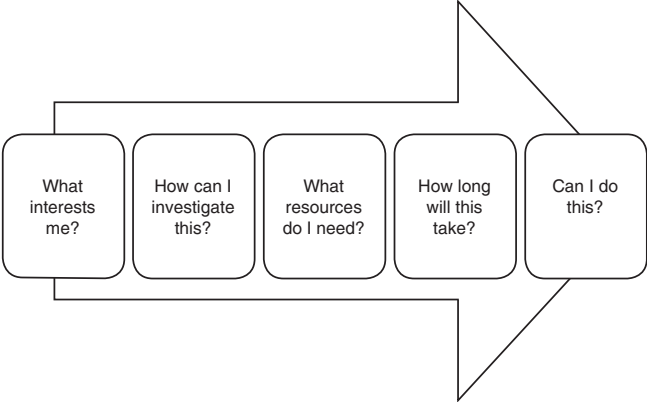 What
interests
me?
How can I
investigate
this?
What
resources
do I need?
How long
will this
take?
Can I do
this?